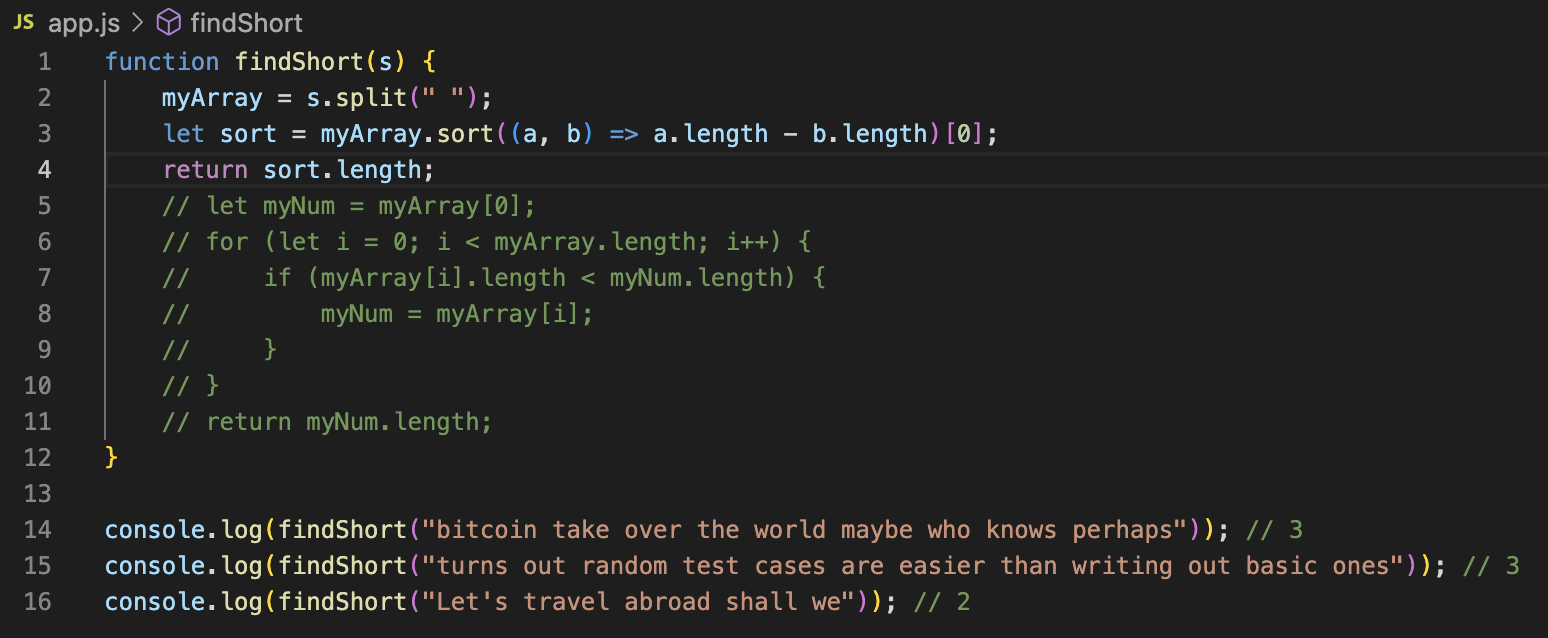 JS app.js > findShort
1 function findShort(s) {
2     myArray = s.split(" ");
3     let sort = myArray.sort((a, b) => a.length - b.length)[0];
4     return sort.length;
5     // let myNum = myArray[0];
6     // for (let i = 0; i < myArray.length; i++) {
7     //     if (myArray[i].length < myNum.length) {
8     //         myNum = myArray[i];
9     //     }
10     // }
11     // return myNum.length;
12 }
13
14 console.log(findShort("bitcoin take over the world maybe who knows perhaps")); // 3
15 console.log(findShort("turns out random test cases are easier than writing out basic ones")); // 3
16 console.log(findShort("Let's travel abroad shall we")); // 2